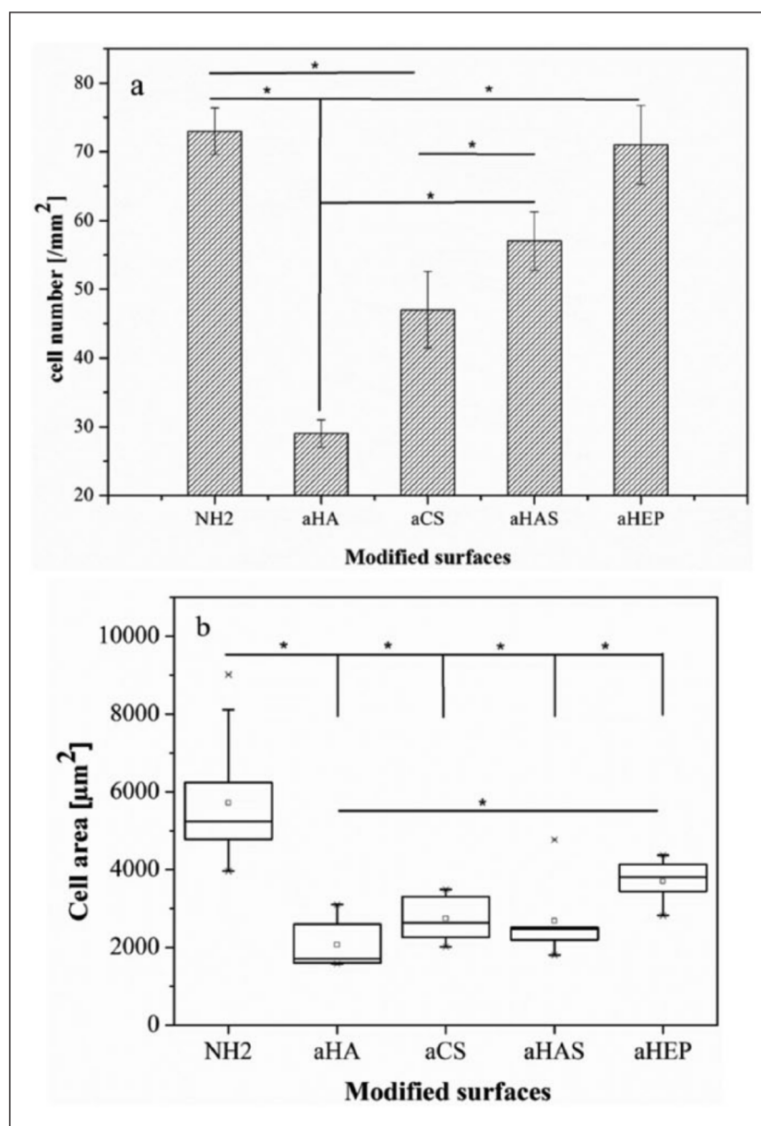 a
80
70
60
50
40
30
20
cell number [/mm²]
* 
* *
*
*
NH2 aHA aCS aHAS aHEP
Modified surfaces
b
10000
8000
6000
4000
2000
0
Cell area [µm²]
* * * *
*
NH2 aHA aCS aHAS aHEP
Modified surfaces